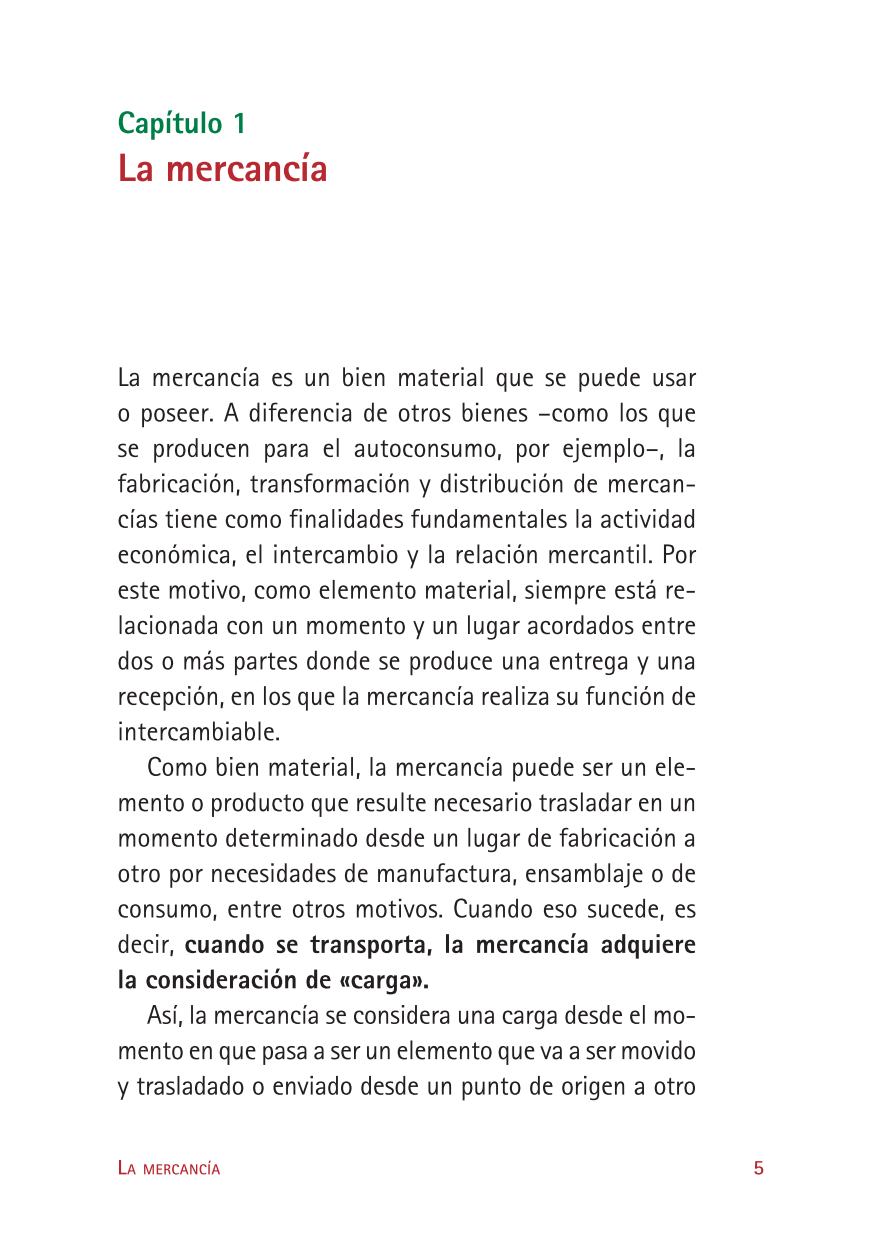 Capítulo 1
La mercancía
La mercancía es un bien material que se puede usar
o poseer. A diferencia de otros bienes –como los que
se producen para el autoconsumo, por ejemplo–, la
fabricación, transformación y distribución de mercan-
cías tiene como finalidades fundamentales la actividad
económica, el intercambio y la relación mercantil. Por
este motivo, como elemento material, siempre está re-
lacionada con un momento y un lugar acordados entre
dos o más partes donde se produce una entrega y una
recepción, en los que la mercancía realiza su función de
intercambiable.
Como bien material, la mercancía puede ser un ele-
mento o producto que resulte necesario trasladar en un
momento determinado desde un lugar de fabricación a
otro por necesidades de manufactura, ensamblaje o de
consumo, entre otros motivos. Cuando eso sucede, es
decir, cuando se transporta, la mercancía adquiere
la consideración de «carga».
Así, la mercancía se considera una carga desde el mo-
mento en que pasa a ser un elemento que va a ser movido
y trasladado o enviado desde un punto de origen a otro
La mercancía 5